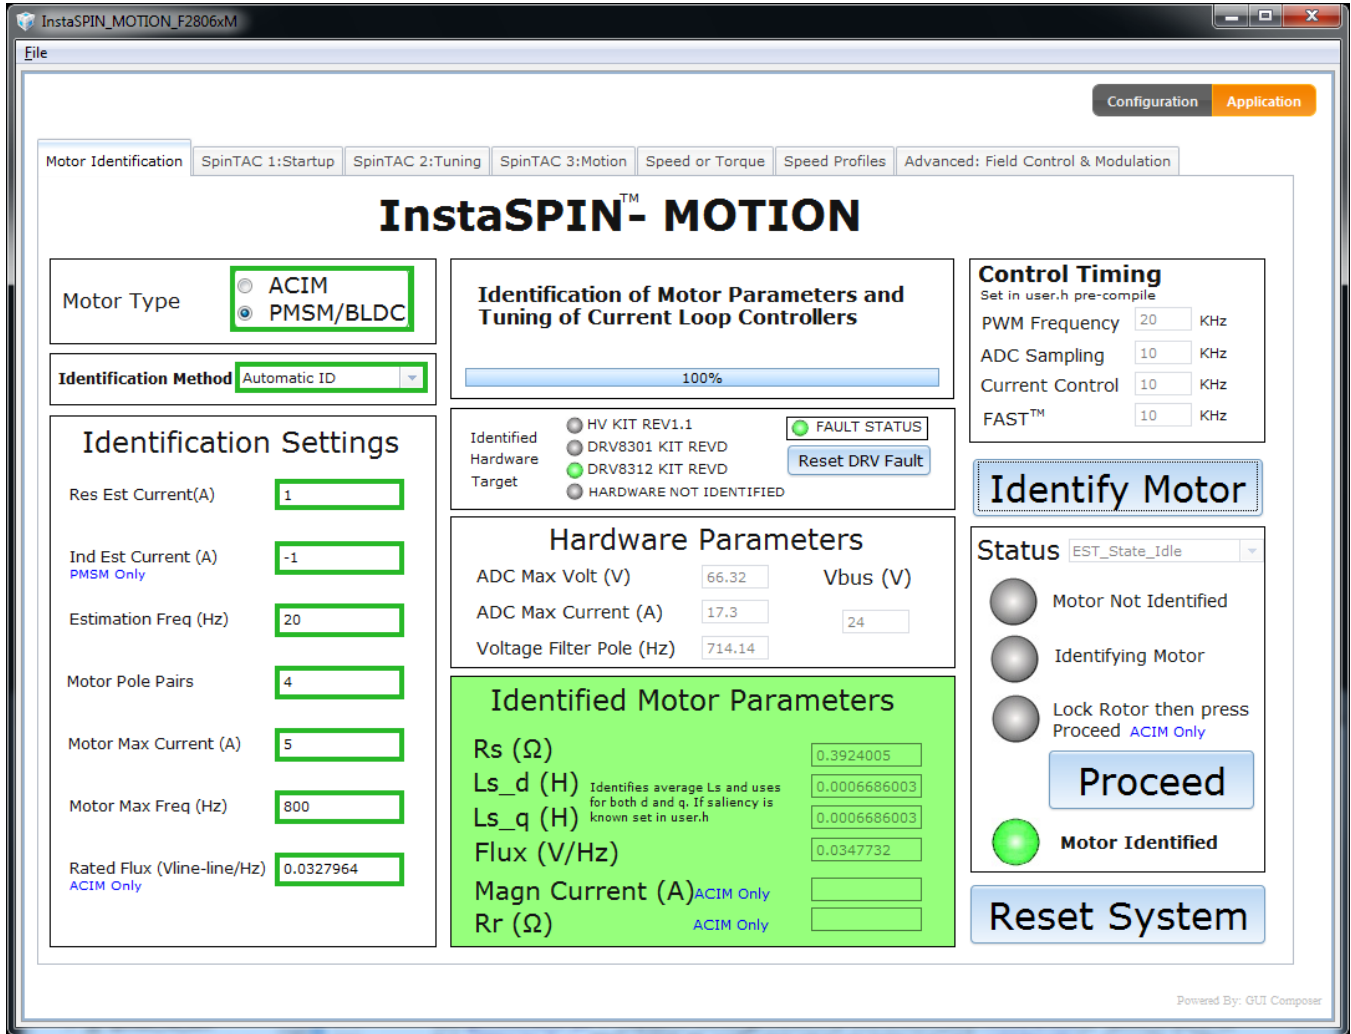 InstaSPIN_MOTION_F2806xM
File
Configuration Application
Motor Identification SpinTAC 1:Startup SpinTAC 2:Tuning SpinTAC 3:Motion Speed or Torque Speed Profiles Advanced: Field Control & Modulation
InstaSPIN™- MOTION
Motor Type
ACIM
PMSM/BLDC
Identification Method Automatic ID
Identification Settings
Res Est Current(A) 1
Ind Est Current (A) -1
PMSM Only
Estimation Freq (Hz) 20
Motor Pole Pairs 4
Motor Max Current (A) 5
Motor Max Freq (Hz) 800
Rated Flux (Vline-line/Hz) 0.0327964
ACIM Only
Identification of Motor Parameters and
Tuning of Current Loop Controllers
100%
Identified
Hardware
Target
HV KIT REV1.1
DRV8301 KIT REVD
DRV8312 KIT REVD
HARDWARE NOT IDENTIFIED
FAULT STATUS
Reset DRV Fault
Hardware Parameters
ADC Max Volt (V) 66.32
ADC Max Current (A) 17.3
Voltage Filter Pole (Hz) 714.14
Vbus (V)
24
Identified Motor Parameters
Rs (Ω) 0.3924005
Ls_d (H) 0.0006686003
Identifies average Ls and uses
for both d and q. If saliency is
known set in user.h
Ls_q (H) 0.0006686003
Flux (V/Hz) 0.0347732
Magn Current (A) ACIM Only
Rr (Ω) ACIM Only
Control Timing
Set in user.h pre-compile
PWM Frequency 20 KHz
ADC Sampling 10 KHz
Current Control 10 KHz
FAST™ 10 KHz
Identify Motor
Status EST_State_Idle
Motor Not Identified
Identifying Motor
Lock Rotor then press
Proceed ACIM Only
Proceed
Motor Identified
Reset System
Powered By: GUI Composer